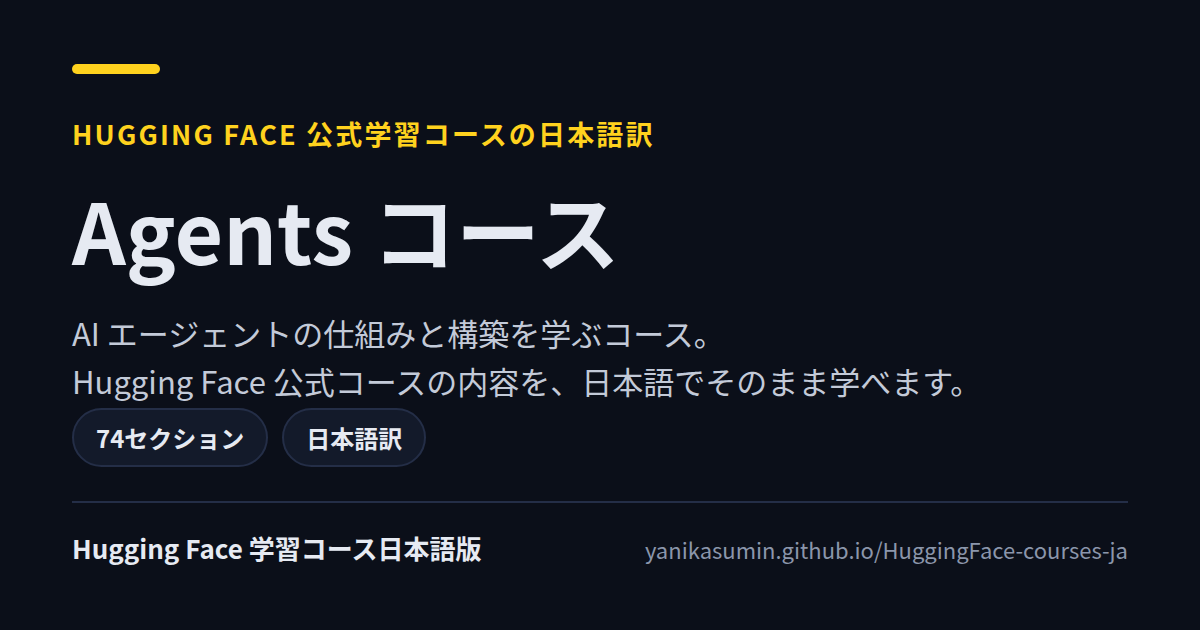 HUGGING FACE 公式学習コースの日本語訳
Agents コース
AI エージェントの仕組みと構築を学ぶコース。
Hugging Face 公式コースの内容を、日本語でそのまま学べます。
74セクション 日本語訳
Hugging Face 学習コース日本語版 yanikasumin.github.io/HuggingFace-courses-ja